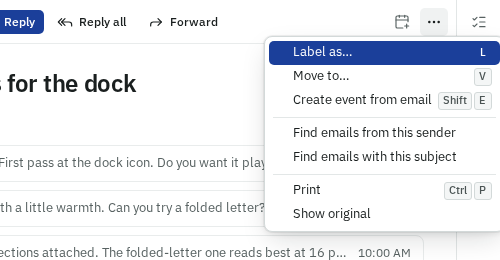 Reply Reply all Forward
for the dock
Label as... L
Move to... V
Create event from email Shift E
Find emails from this sender
Find emails with this subject
Print Ctrl P
Show original
First pass at the dock icon. Do you want it play
th a little warmth. Can you try a folded letter?
ections attached. The folded-letter one reads best at 16 p... 10:00 AM